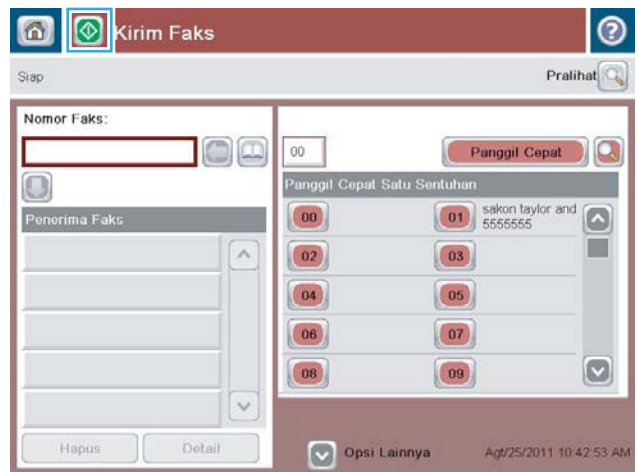 Kirim Faks
Siap
Pralihat
Nomor Faks:
00
Panggil Cepat
Panggil Cepat Satu Sentuhan
Penerima Faks
00
01
sakon taylor and
5555555
02
03
04
05
06
07
08
09
Hapus
Detail
Opsi Lainnya
Agt/25/2011 10:42:53 AM